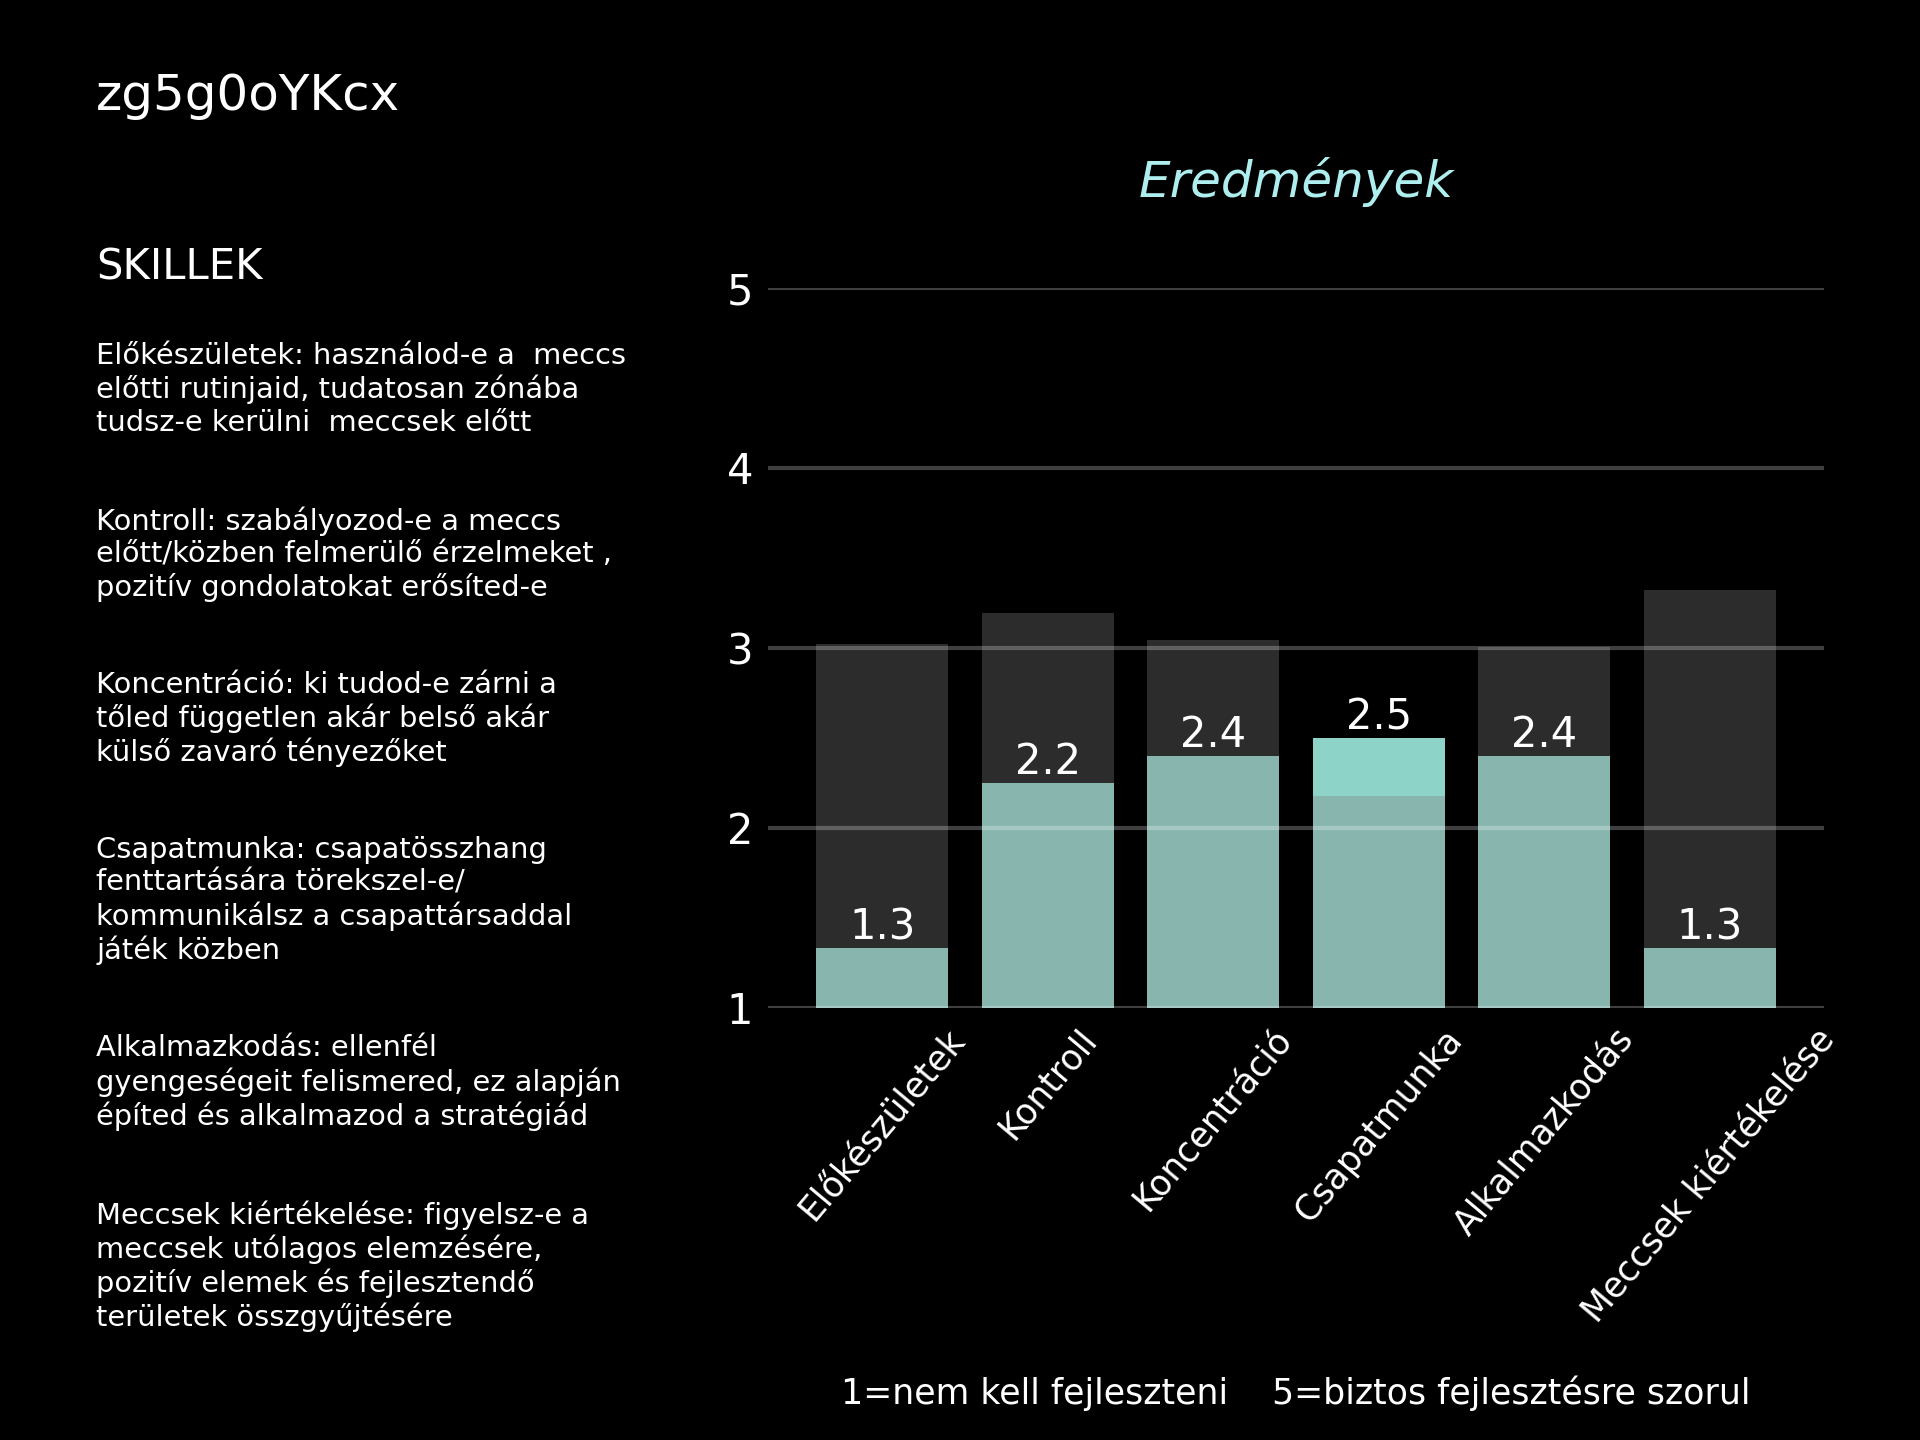 zg5g0oYKcx
Eredmények
SKILLEK
Előkészületek: használod-e a  meccs
előtti rutinjaid, tudatosan zónába
tudsz-e kerülni  meccsek előtt
Kontroll: szabályozod-e a meccs
előtt/közben felmerülő érzelmeket ,
pozitív gondolatokat erősíted-e
Koncentráció: ki tudod-e zárni a
tőled független akár belső akár
külső zavaró tényezőket
Csapatmunka: csapatösszhang
fenttartására törekszel-e/
kommunikálsz a csapattársaddal
játék közben
Alkalmazkodás: ellenfél
gyengeségeit felismered, ez alapján
építed és alkalmazod a stratégiád
Meccsek kiértékelése: figyelsz-e a
meccsek utólagos elemzésére,
pozitív elemek és fejlesztendő
területek összgyűjtésére
5
4
3
2
1
1.3
2.2
2.4
2.5
2.4
1.3
Előkészületek
Kontroll
Koncentráció
Csapatmunka
Alkalmazkodás
Meccsek kiértékelése
1=nem kell fejleszteni    5=biztos fejlesztésre szorul